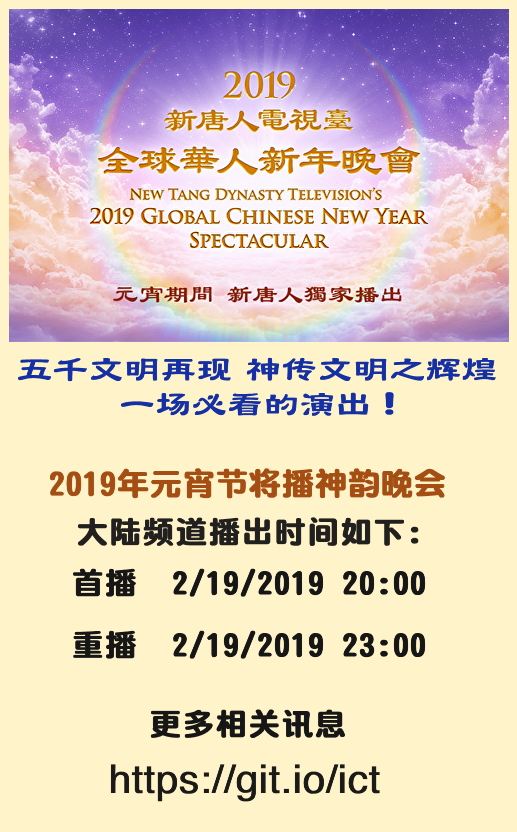 2019
新唐人電視臺
全球華人新年晚會
New Tang Dynasty Television's
2019 Global Chinese New Year
Spectacular
元宵期間 新唐人獨家播出
五千文明再现 神传文明之辉煌
一场必看的演出！
2019年元宵节将播神韵晚会
大陆频道播出时间如下：
首播 2/19/2019 20:00
重播 2/19/2019 23:00
更多相关讯息
https://git.io/ict